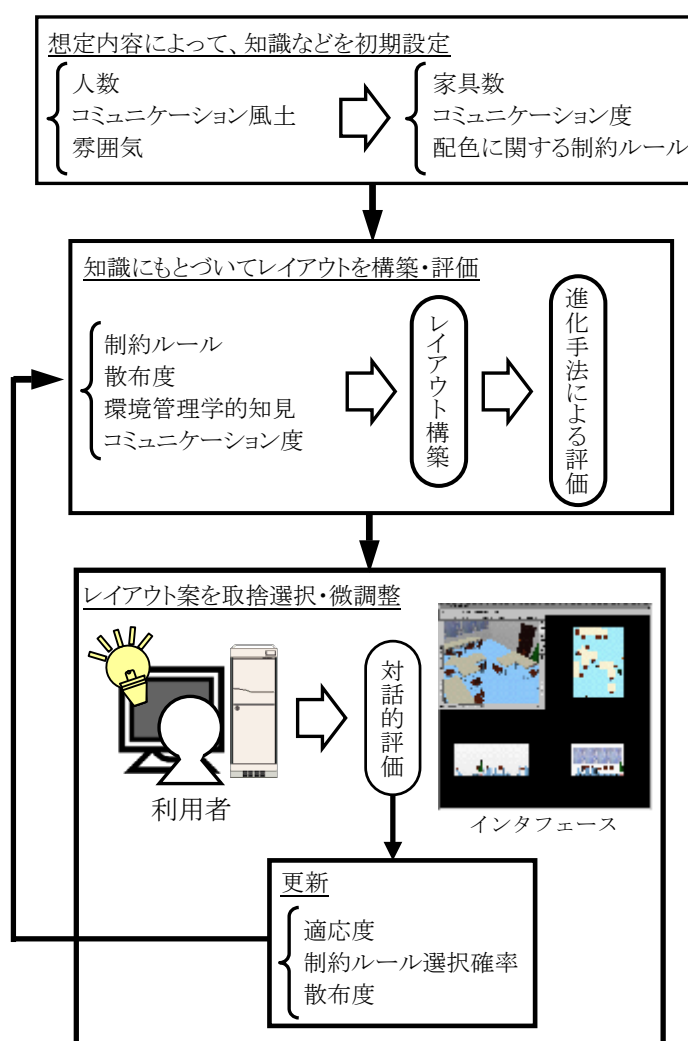 想定内容によって、知識などを初期設定
人数
コミュニケーション風土
雰囲気
家具数
コミュニケーション度
配色に関する制約ルール
知識にもとづいてレイアウトを構築・評価
制約ルール
散布度
環境管理学的知見
コミュニケーション度
レイアウト構築
進化手法による評価
レイアウト案を取捨選択・微調整
利用者
対話的評価
インタフェース
更新
適応度
制約ルール選択確率
散布度